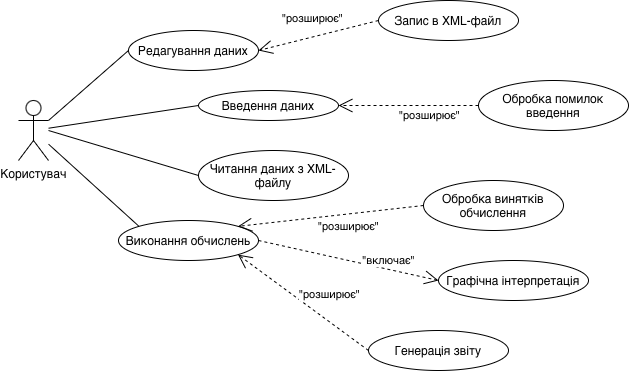 "розширює"
Запис в XML-файл
Редагування даних
Обробка помилок
введення
Введення даних
"розширює"
Користувач
Читання даних з XML-
файлу
Обробка винятків
обчислення
"розширює"
Виконання обчислень
"включає"
Графічна інтерпретація
"розширює"
Генерація звіту